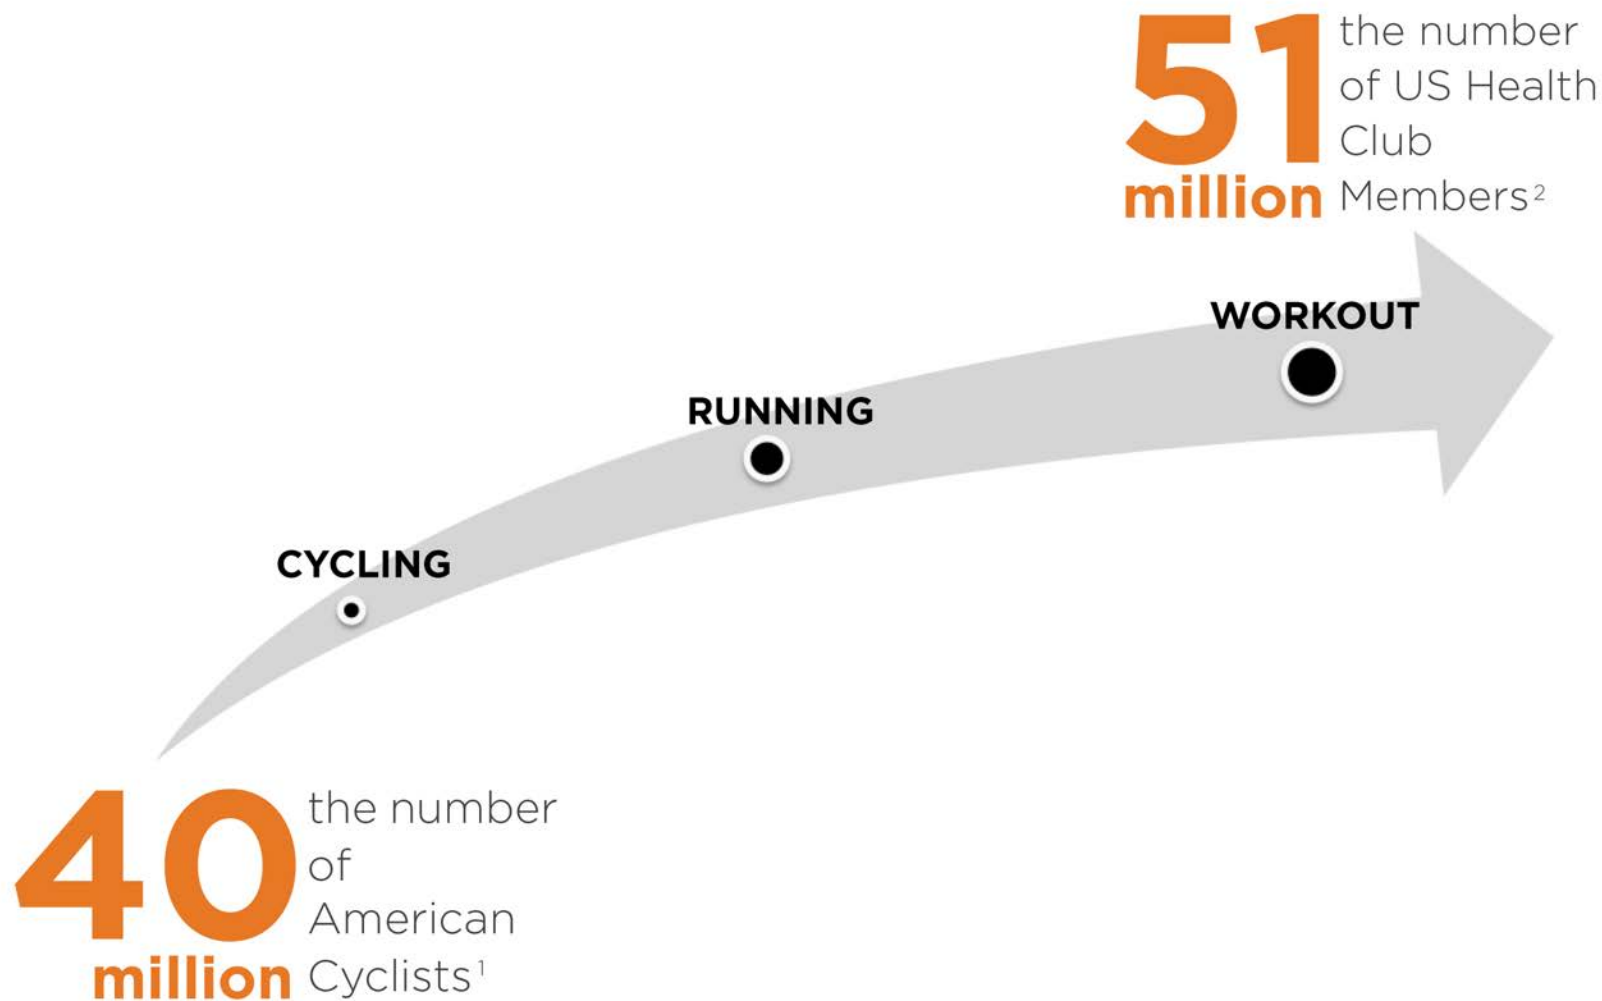 51
million
the number
of US Health
Club
Members²
WORKOUT
RUNNING
CYCLING
40
million
the number
of
American
Cyclists¹